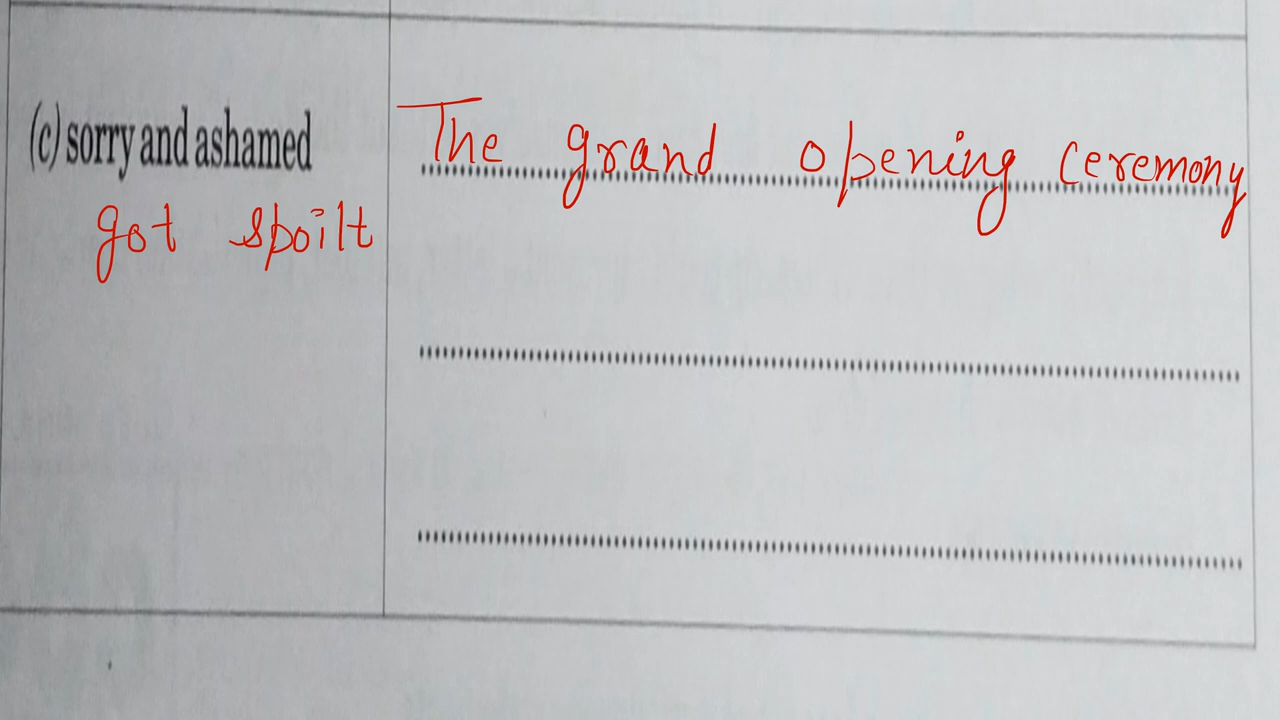 (c) sorry and ashamed
got spoilt
The grand opening ceremony